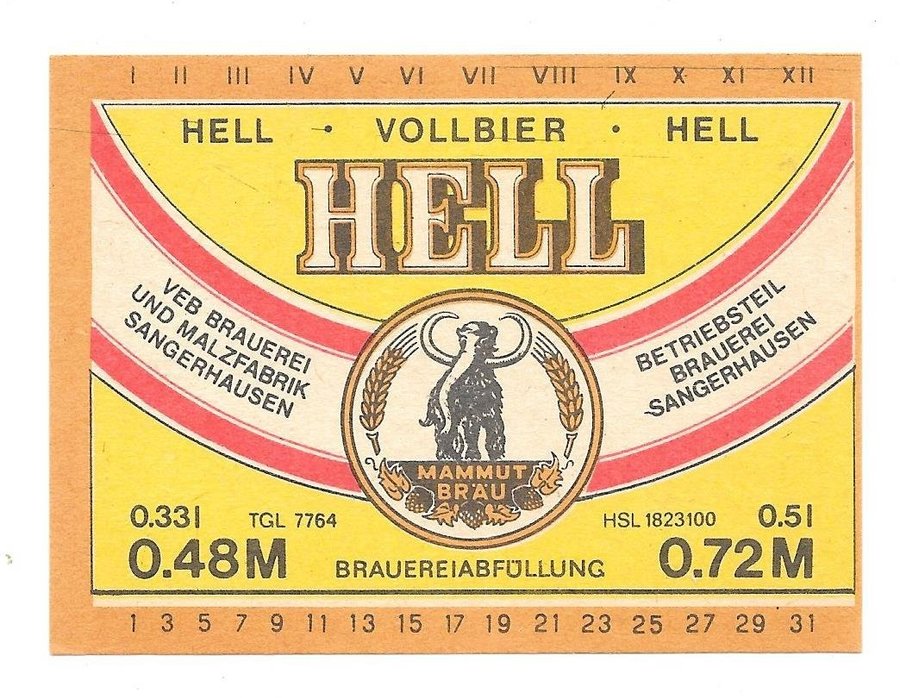 I II III IV V VI VII VIII IX X XI XII
HELL · VOLLBIER · HELL
HELL
VEB BRAUEREI
UND MALZFABRIK
SANGERHAUSEN
BETRIEBSTEIL
BRAUEREI
SANGERHAUSEN
MAMMUT
BRÄU
0.33l TGL 7764
HSL 1823100 0.5l
0.48M BRAUEREIABFÜLLUNG 0.72M
1 3 5 7 9 11 13 15 17 19 21 23 25 27 29 31